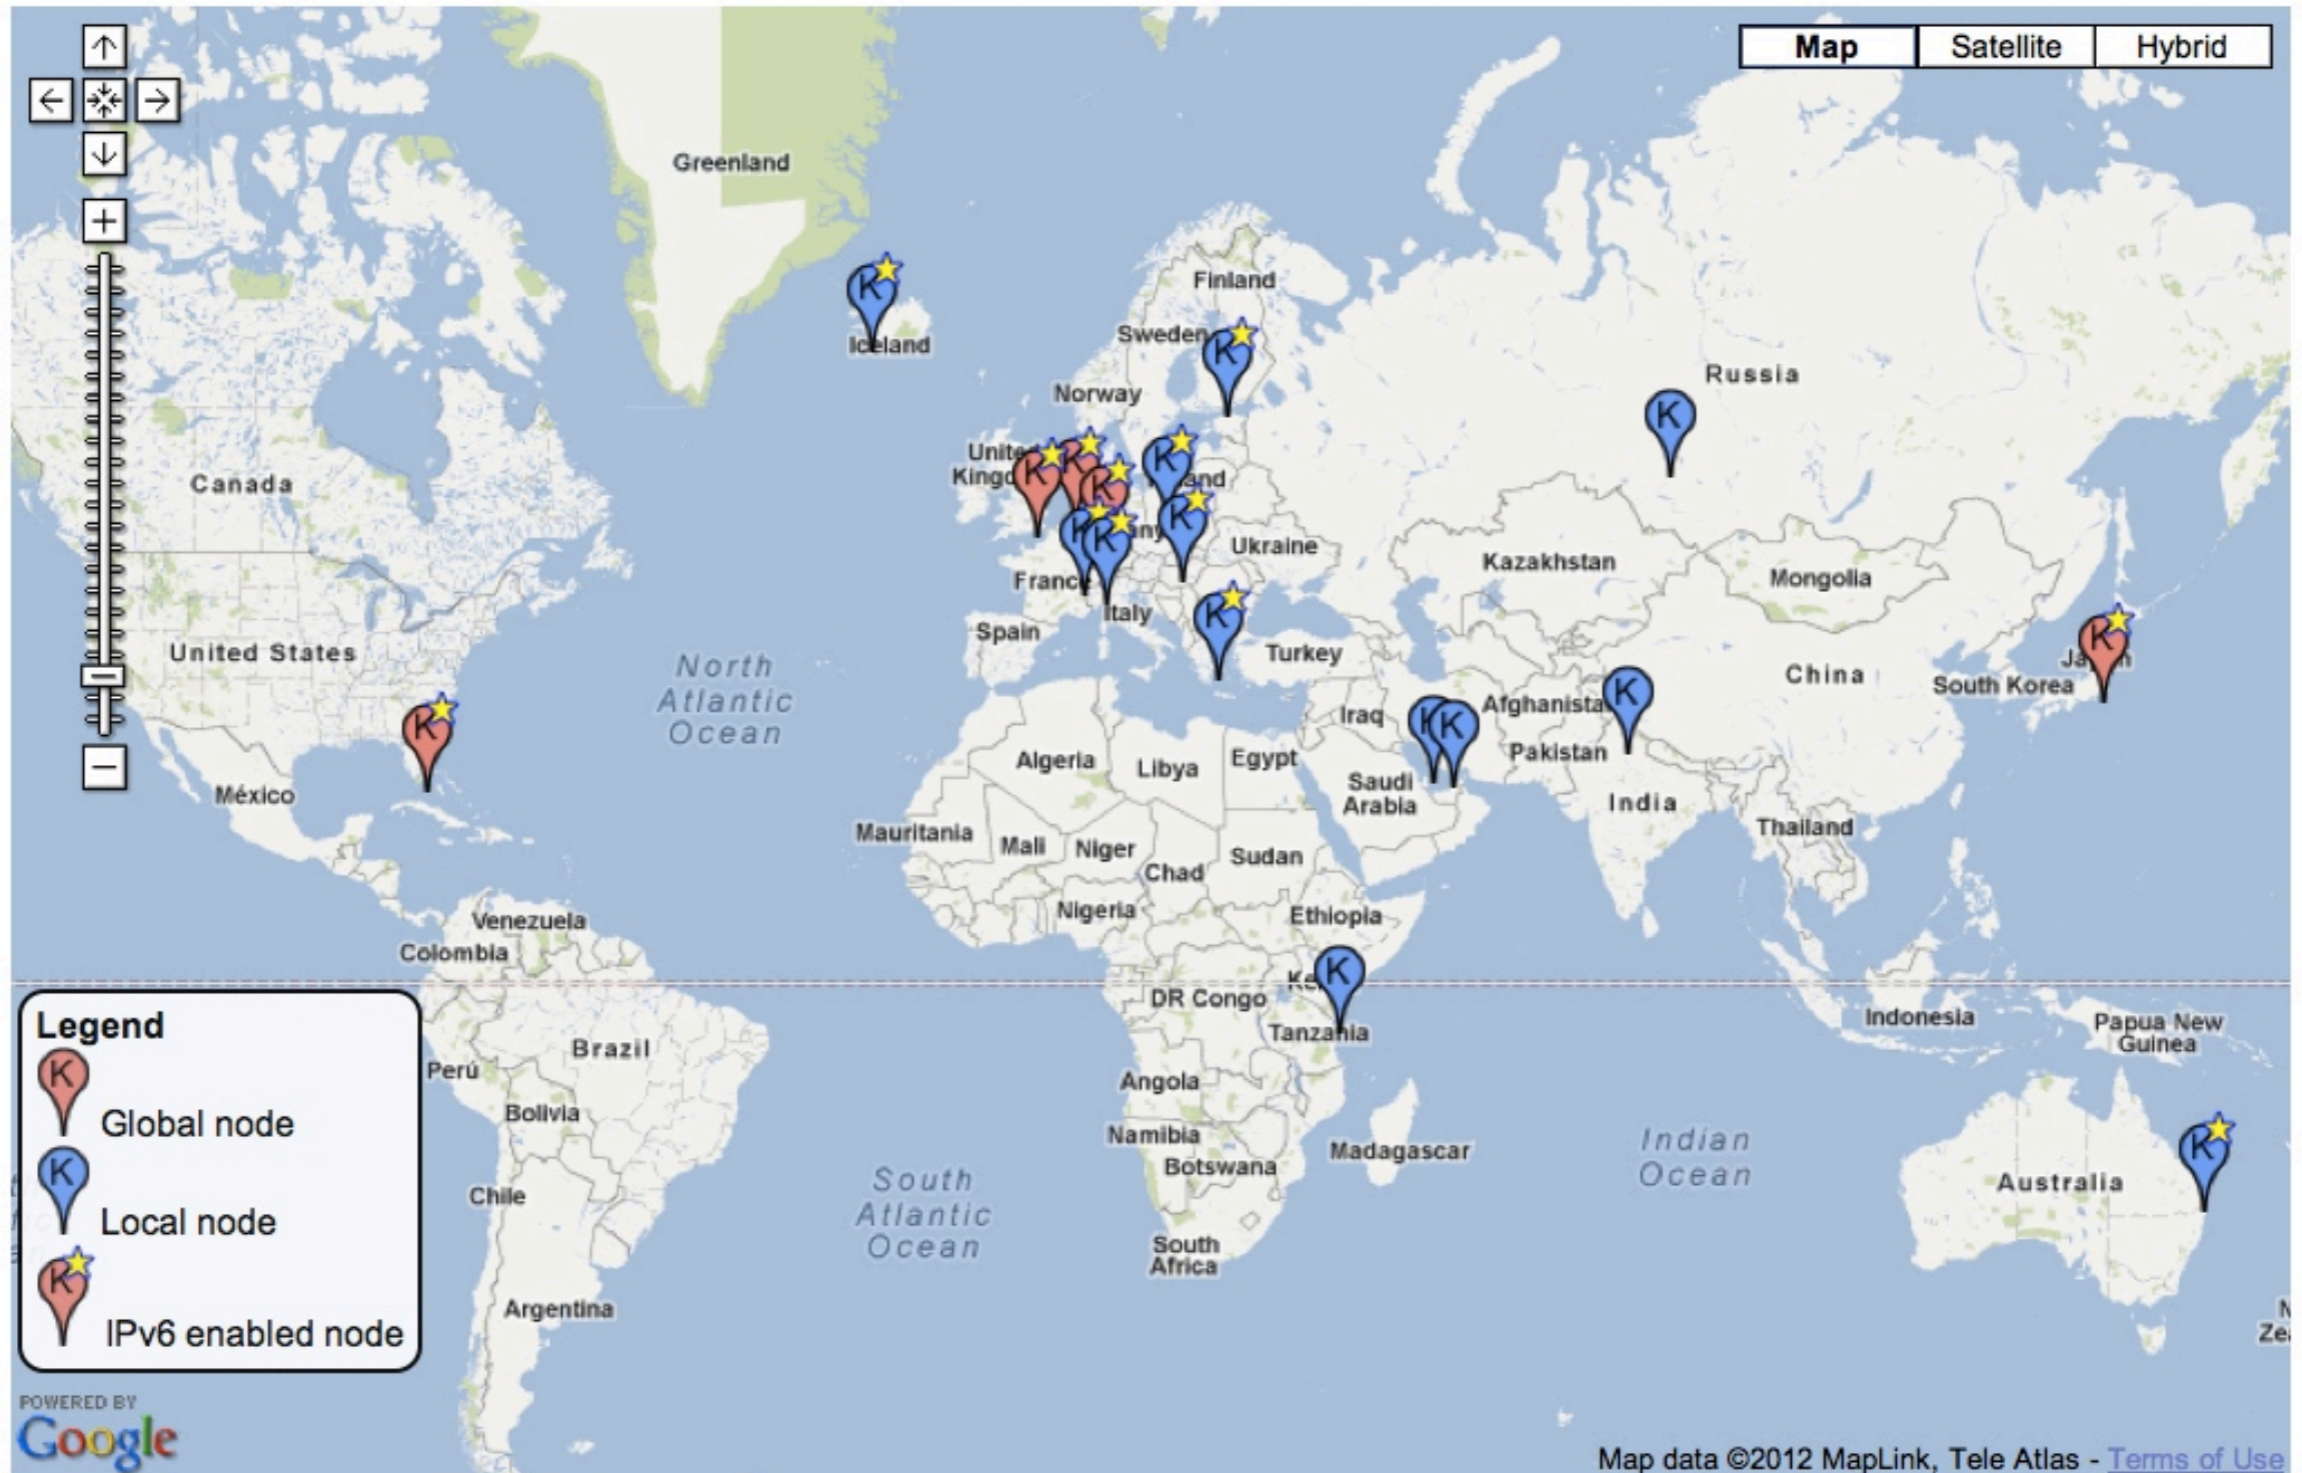 Map
Satellite
Hybrid
Greenland
Finland
Sweden
Iceland
Russia
Norway
United
Canada
Ukraine
Kazakhstan
Mongolia
France
Italy
Spain
Turkey
United States
North
Atlantic
Ocean
China
South Korea
Iraq
Pakistan
Algeria
Libya
Egypt
Saudi
Arabia
México
India
Thailand
Mauritania
Mali
Niger
Chad
Sudan
Nigeria
Ethiopia
Venezuela
Colombia
DR Congo
Tanzania
Indonesia
Papua New
Guinea
Brazil
Perú
Angola
Bolivia
Namibia
Botswana
Madagascar
Indian
Ocean
Australia
Chile
South
Atlantic
Ocean
South
Africa
Argentina
Legend
K
Global node
K
Local node
K
IPv6 enabled node
POWERED BY
Google
Map data ©2012 MapLink, Tele Atlas - Terms of Use